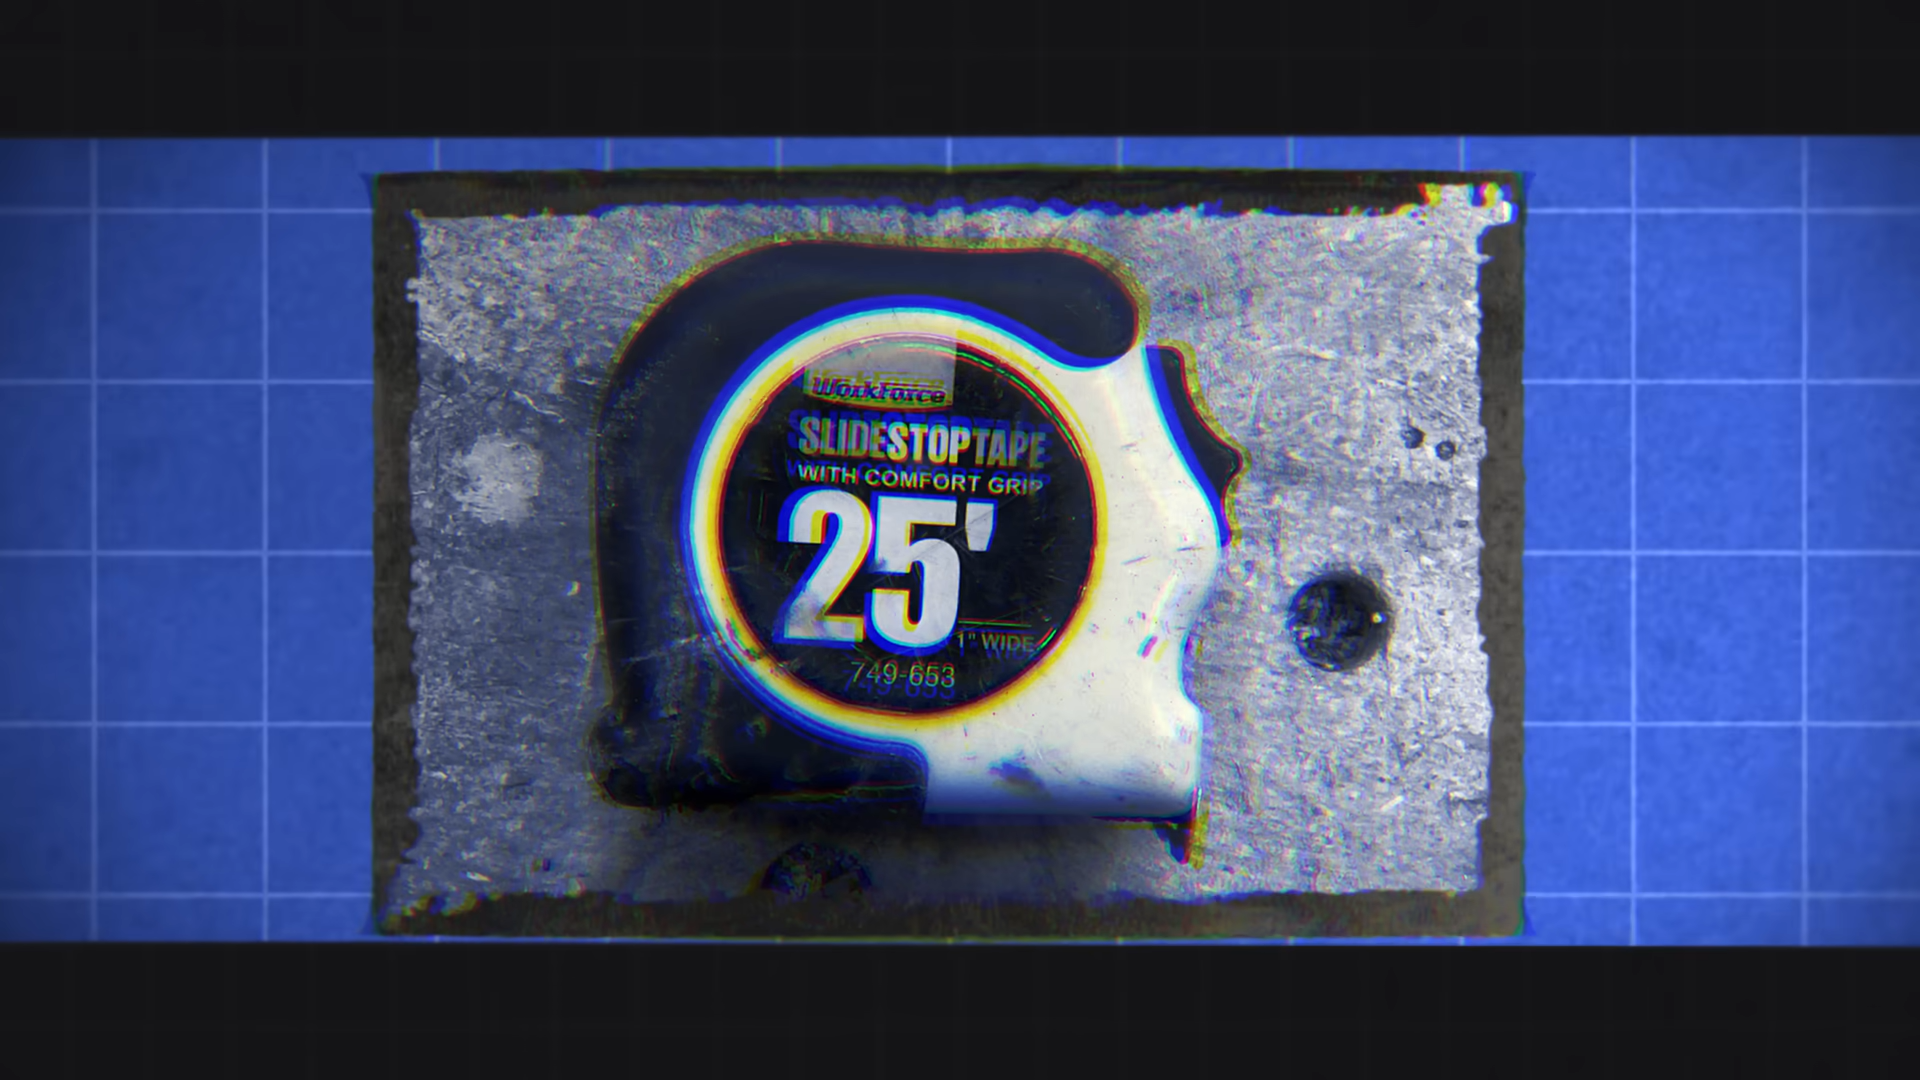 WorkForce
SLIDESTOPTAPE
WITH COMFORT GRIP
25'
1" WIDE
749-653